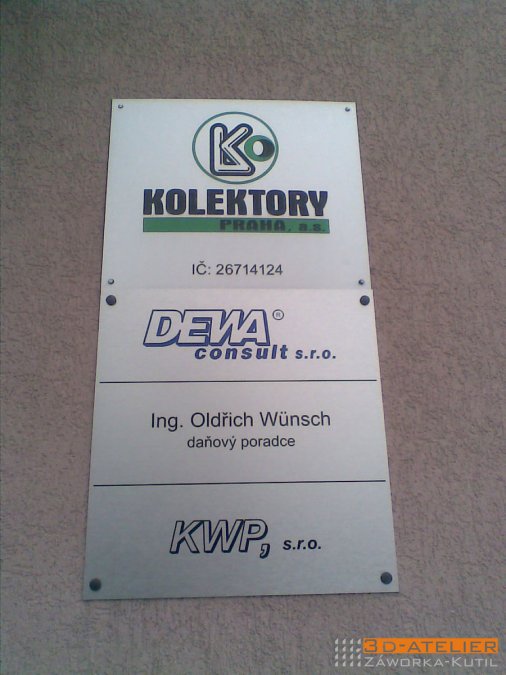 KO
KOLEKTORY
PRAHA, a.s.
IČ: 26714124
DEWA®
consult s.r.o.
Ing. Oldřich Wünsch
daňový poradce
KWP, s.r.o.
3D-ATELIER
ZÁWORKA-KUTIL